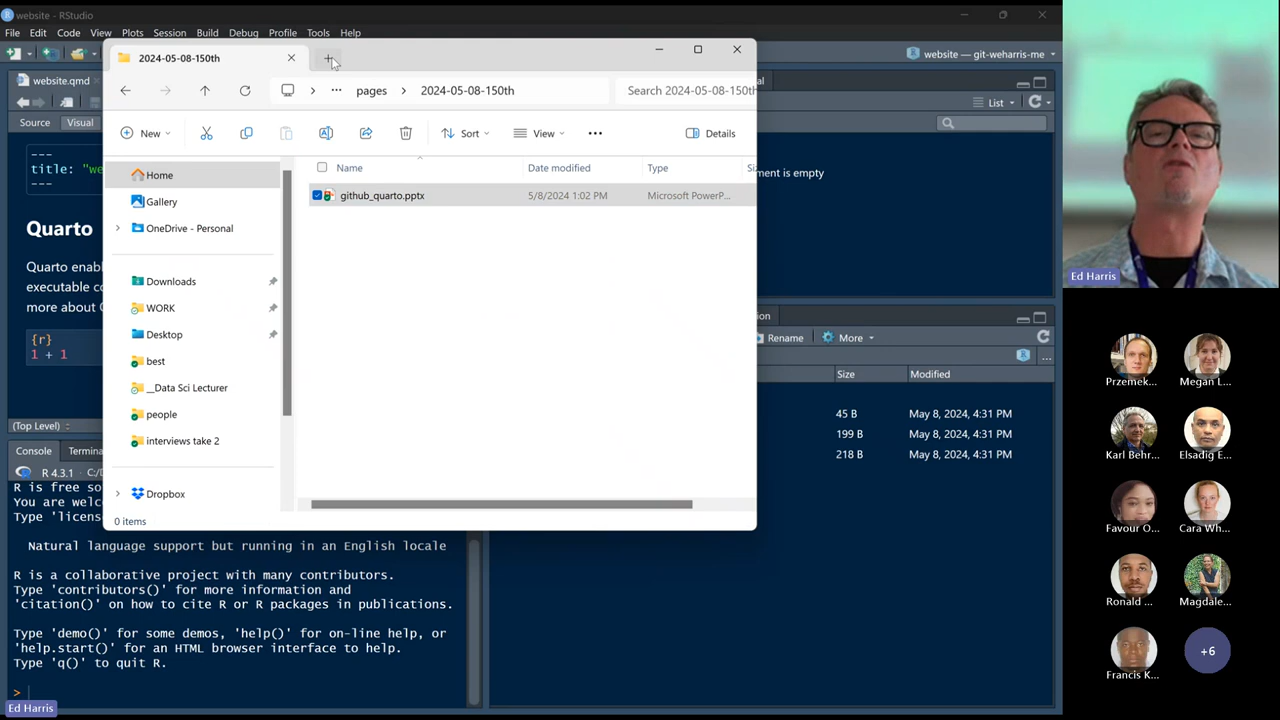 website - RStudio
File Edit Code View Plots Session Build Debug Profile Tools Help
website — git-weharris-me
2024-05-08-150th
pages > 2024-05-08-150th
Search 2024-05-08-150th
New
Sort
View
Details
Name Date modified Type
github_quarto.pptx 5/8/2024 1:02 PM Microsoft PowerP...
Home
Gallery
OneDrive - Personal
Downloads
WORK
Desktop
best
__Data Sci Lecturer
people
interviews take 2
Dropbox
0 items
website.qmd
Source Visual
---
title: "we
---
Quarto
Quarto enab
executable co
more about
{r}
1 + 1
(Top Level)
List
ment is empty
Rename More
Size Modified
45 B May 8, 2024, 4:31 PM
199 B May 8, 2024, 4:31 PM
218 B May 8, 2024, 4:31 PM
Console Termina
R 4.3.1
R is free so
You are welc
Type 'licens
Natural language support but running in an English locale
R is a collaborative project with many contributors.
Type 'contributors()' for more information and
'citation()' on how to cite R or R packages in publications.
Type 'demo()' for some demos, 'help()' for on-line help, or
'help.start()' for an HTML browser interface to help.
Type 'q()' to quit R.
>
Ed Harris
Ed Harris
Przemek... Megan L...
Karl Behr... Elsadig E...
Favour O... Cara Wh...
Ronald ... Magdale...
Francis K... +6